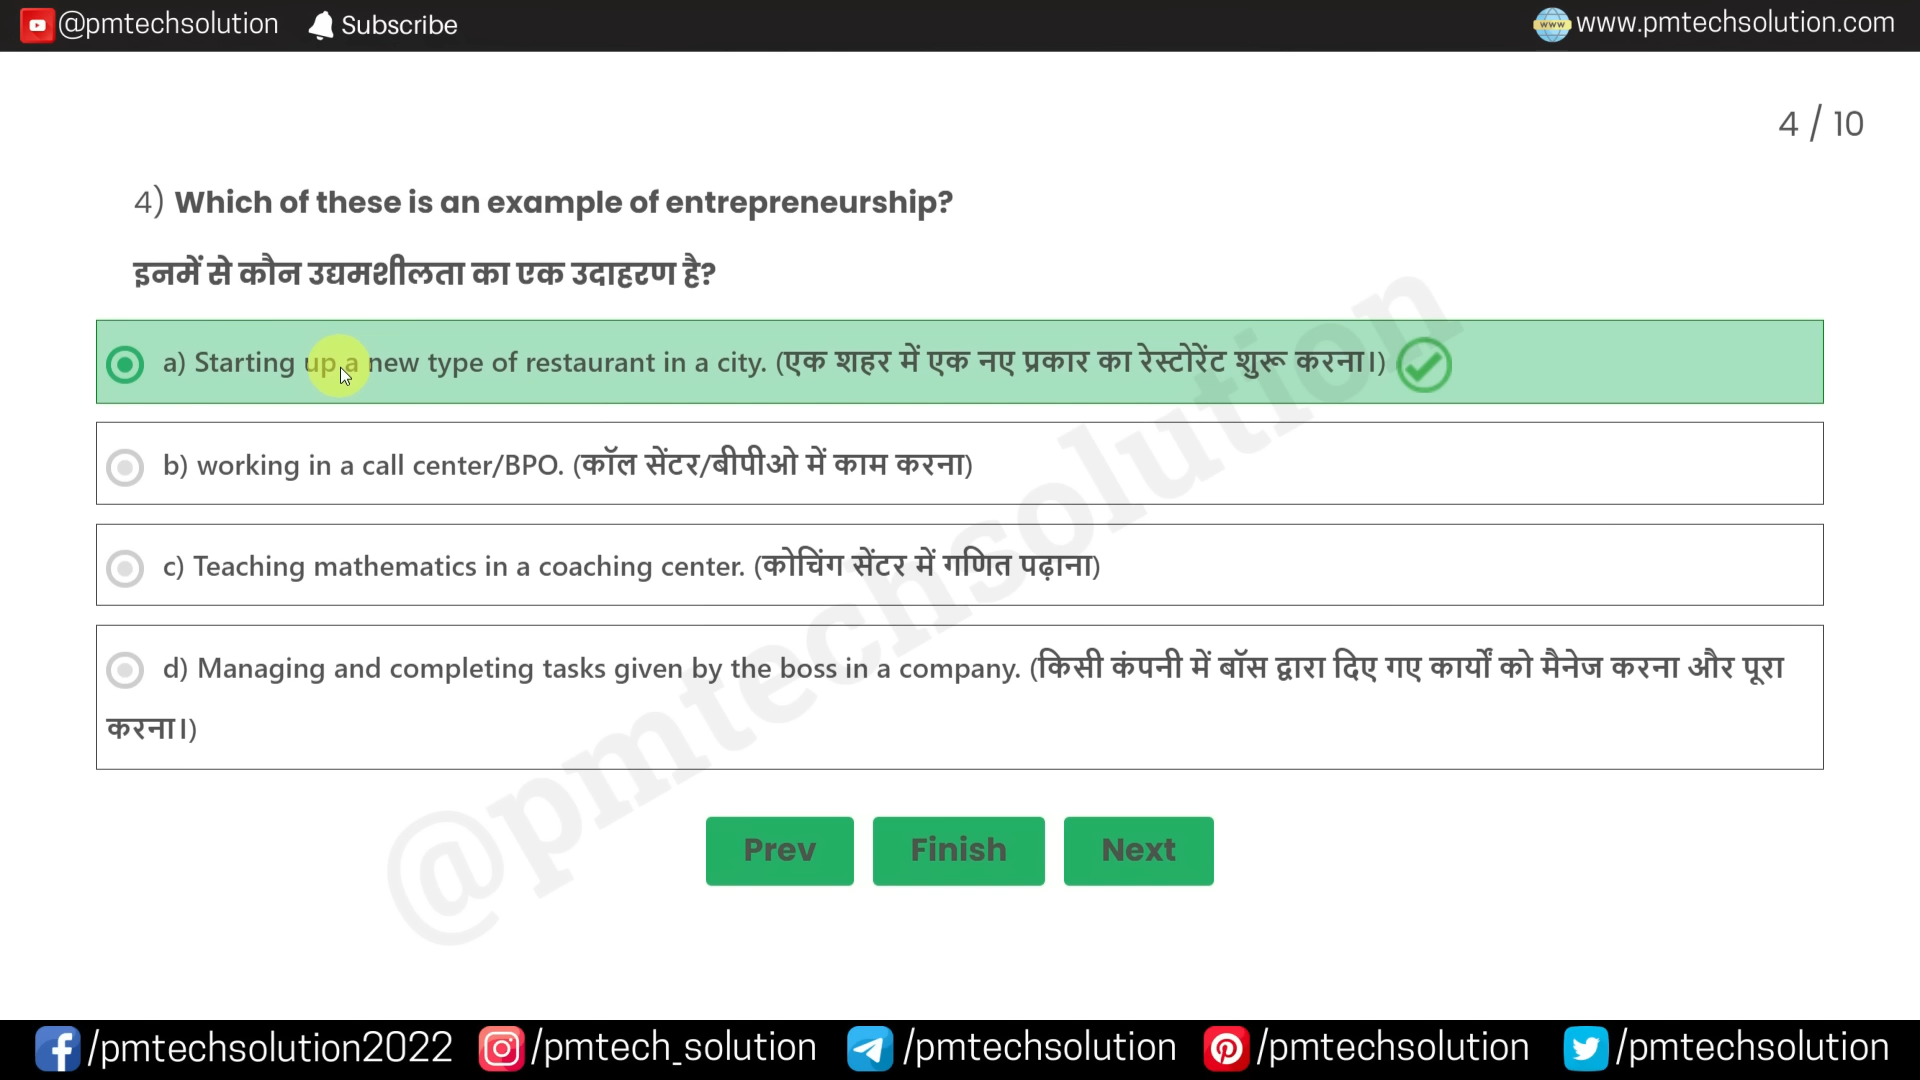 @pmtechsolution Subscribe www.pmtechsolution.com
4 / 10
4) Which of these is an example of entrepreneurship?
इनमें से कौन उद्यमशीलता का एक उदाहरण है?
a) Starting up a new type of restaurant in a city. (एक शहर में एक नए प्रकार का रेस्टोरेंट शुरू करना।)
b) working in a call center/BPO. (कॉल सेंटर/बीपीओ में काम करना)
c) Teaching mathematics in a coaching center. (कोचिंग सेंटर में गणित पढ़ाना)
d) Managing and completing tasks given by the boss in a company. (किसी कंपनी में बॉस द्वारा दिए गए कार्यों को मैनेज करना और पूरा
करना।)
@pmtechsolution
Prev Finish Next
/pmtechsolution2022 /pmtech_solution /pmtechsolution /pmtechsolution /pmtechsolution